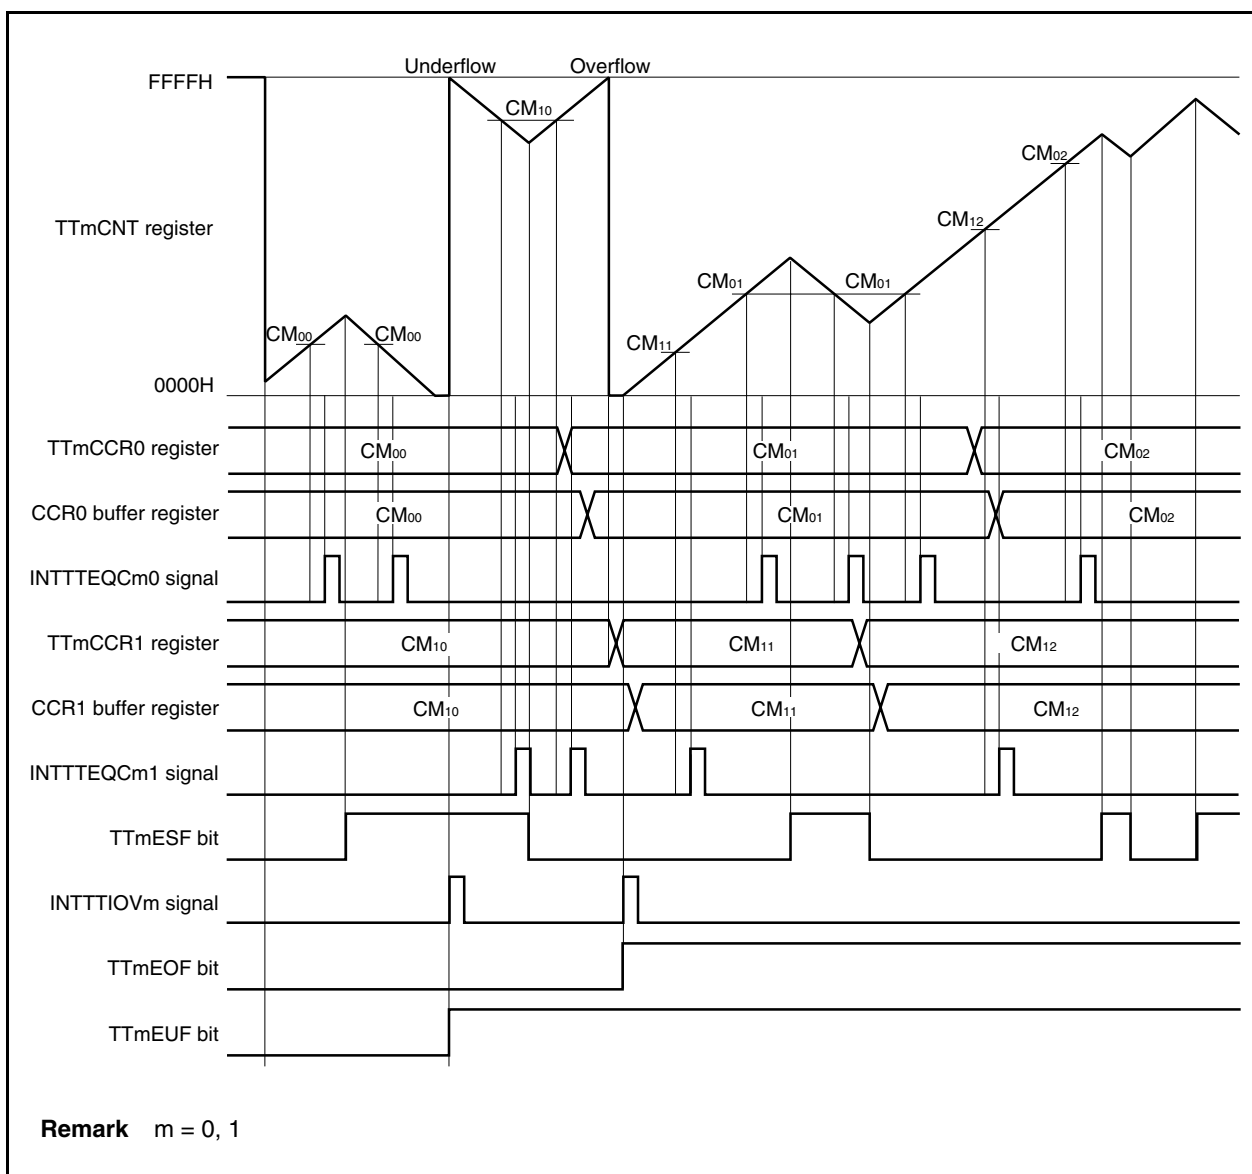 Underflow Overflow
FFFFH
CM10
CM02
TTmCNT register
CM12
CM01 CM01
CM00 CM00
CM11
0000H
TTmCCR0 register CM00 CM01 CM02
CCR0 buffer register CM00 CM01 CM02
INTTTEQCm0 signal
TTmCCR1 register CM10 CM11 CM12
CCR1 buffer register CM10 CM11 CM12
INTTTEQCm1 signal
TTmESF bit
INTTTIOVm signal
TTmEOF bit
TTmEUF bit
Remark m = 0, 1